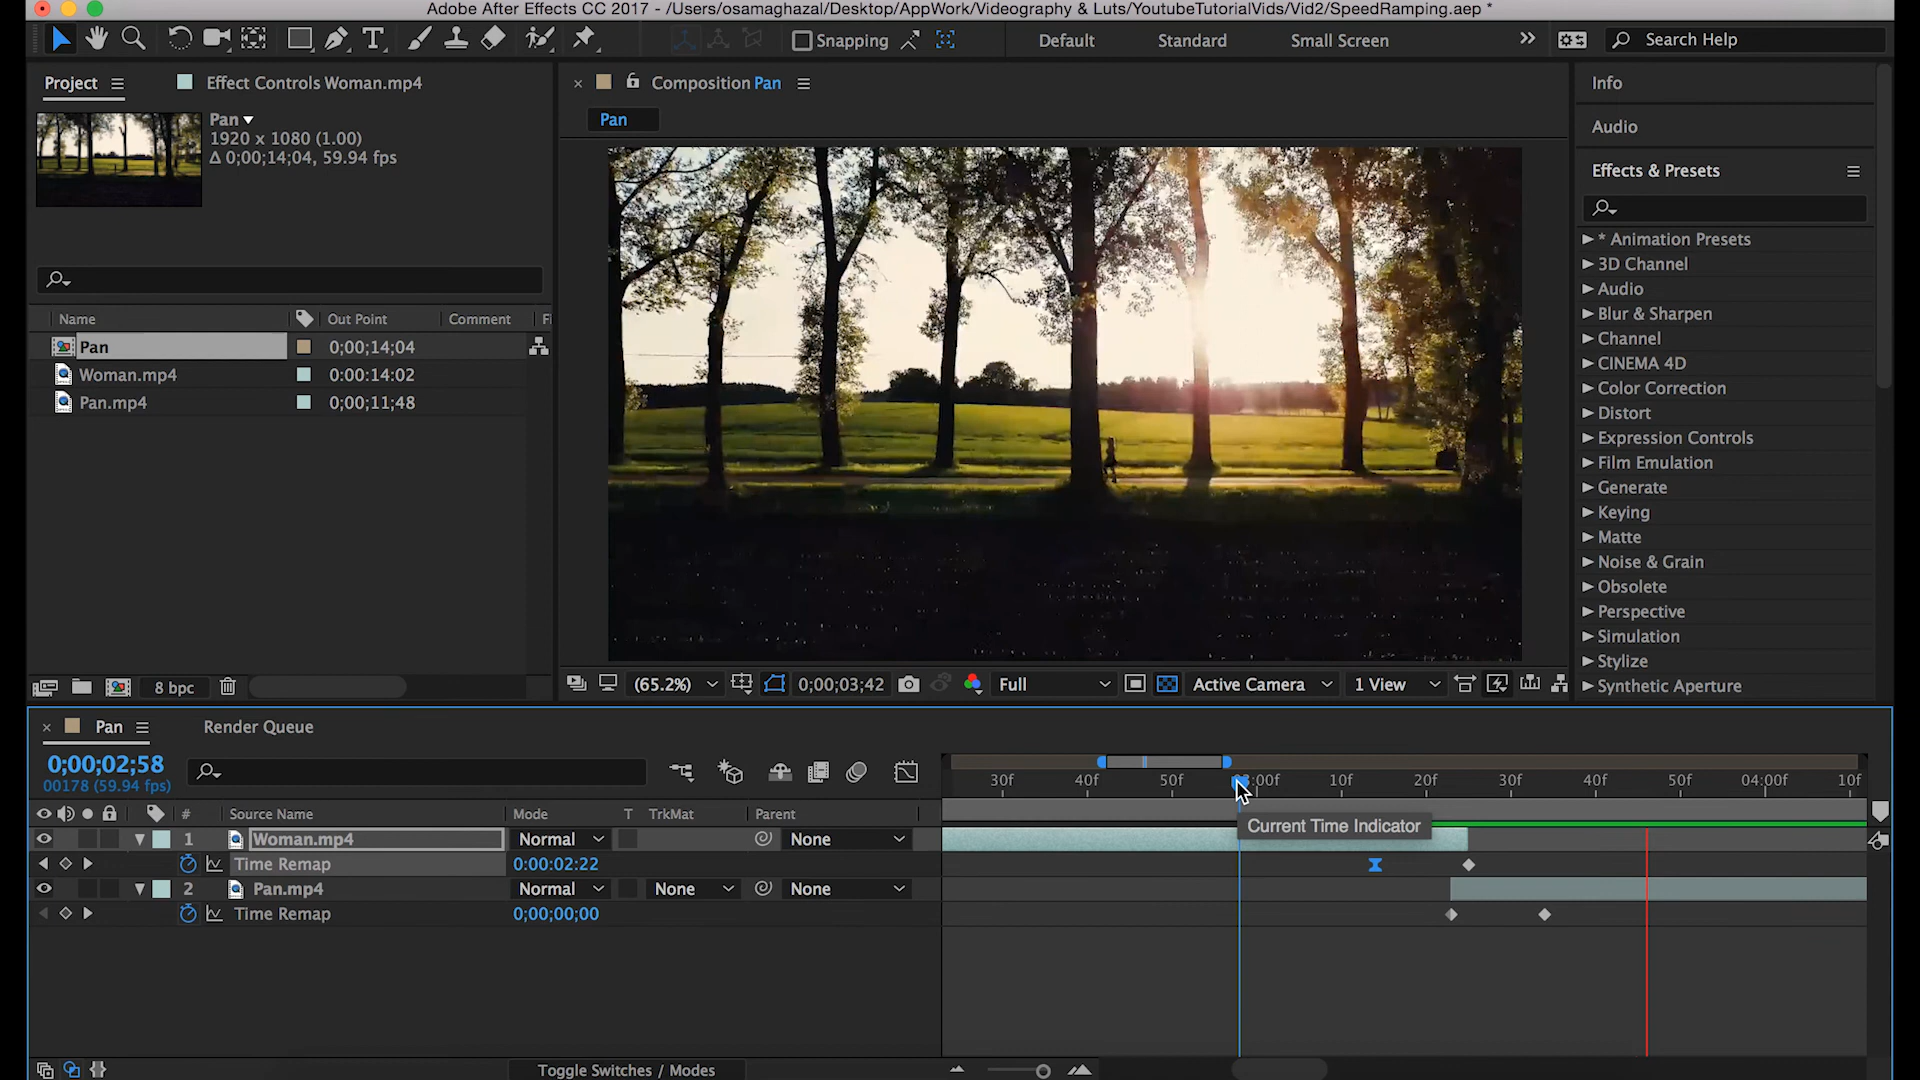 Adobe After Effects CC 2017 - /Users/osamaghazal/Desktop/AppWork/Videography & Luts/YoutubeTutorialVids/Vid2/SpeedRamping.aep *
Snapping
Default
Standard
Small Screen
Search Help
Project
Effect Controls Woman.mp4
Pan
1920 x 1080 (1.00)
Δ 0;00;14;04, 59.94 fps
Name
Out Point
Comment
Fi
Pan
0;00;14;04
Woman.mp4
0:00:14:02
Pan.mp4
0;00;11;48
8 bpc
Composition Pan
Pan
(65.2%)
0;00;03;42
Full
Active Camera
1 View
Info
Audio
Effects & Presets
* Animation Presets
3D Channel
Audio
Blur & Sharpen
Channel
CINEMA 4D
Color Correction
Distort
Expression Controls
Film Emulation
Generate
Keying
Matte
Noise & Grain
Obsolete
Perspective
Simulation
Stylize
Synthetic Aperture
Pan
Render Queue
0;00;02;58
00178 (59.94 fps)
30f
40f
50f
:00f
10f
20f
30f
40f
04:00f
10f
#
Source Name
Mode
T
TrkMat
Parent
1
Woman.mp4
Normal
None
Current Time Indicator
Time Remap
0:00:02:22
2
Pan.mp4
Normal
None
None
Time Remap
0;00;00;00
Toggle Switches / Modes